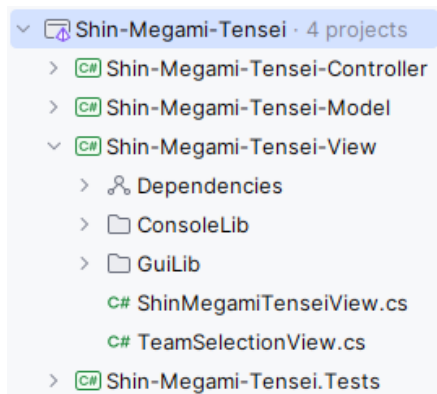 Shin-Megami-Tensei · 4 projects
C# Shin-Megami-Tensei-Controller
C# Shin-Megami-Tensei-Model
C# Shin-Megami-Tensei-View
Dependencies
ConsoleLib
GuiLib
C# ShinMegamiTenseiView.cs
C# TeamSelectionView.cs
C# Shin-Megami-Tensei.Tests